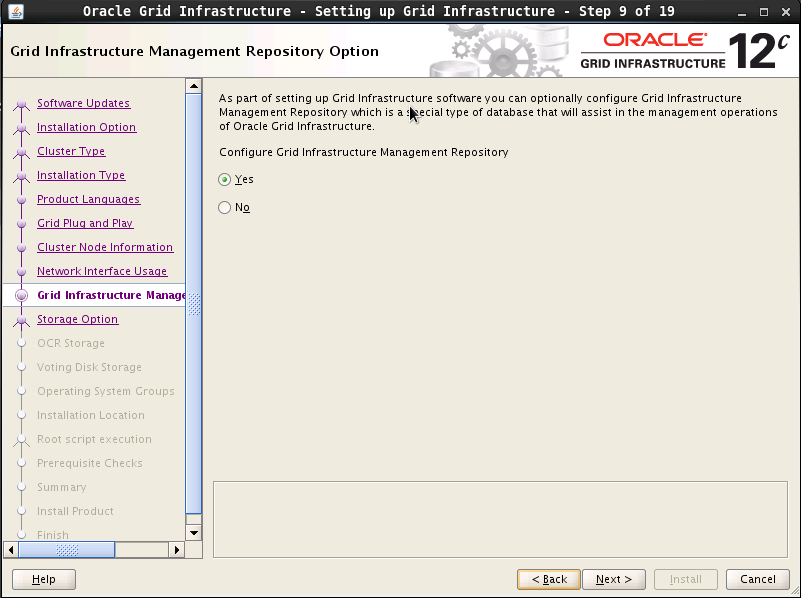 Oracle Grid Infrastructure - Setting up Grid Infrastructure - Step 9 of 19
Grid Infrastructure Management Repository Option
ORACLE
GRID INFRASTRUCTURE
12c
Software Updates
Installation Option
Cluster Type
Installation Type
Product Languages
Grid Plug and Play
Cluster Node Information
Network Interface Usage
Grid Infrastructure Manage
Storage Option
OCR Storage
Voting Disk Storage
Operating System Groups
Installation Location
Root script execution
Prerequisite Checks
Summary
Install Product
Finish
As part of setting up Grid Infrastructure software you can optionally configure Grid Infrastructure
Management Repository which is a special type of database that will assist in the management operations
of Oracle Grid Infrastructure.
Configure Grid Infrastructure Management Repository
Yes
No
Help
< Back
Next >
Install
Cancel